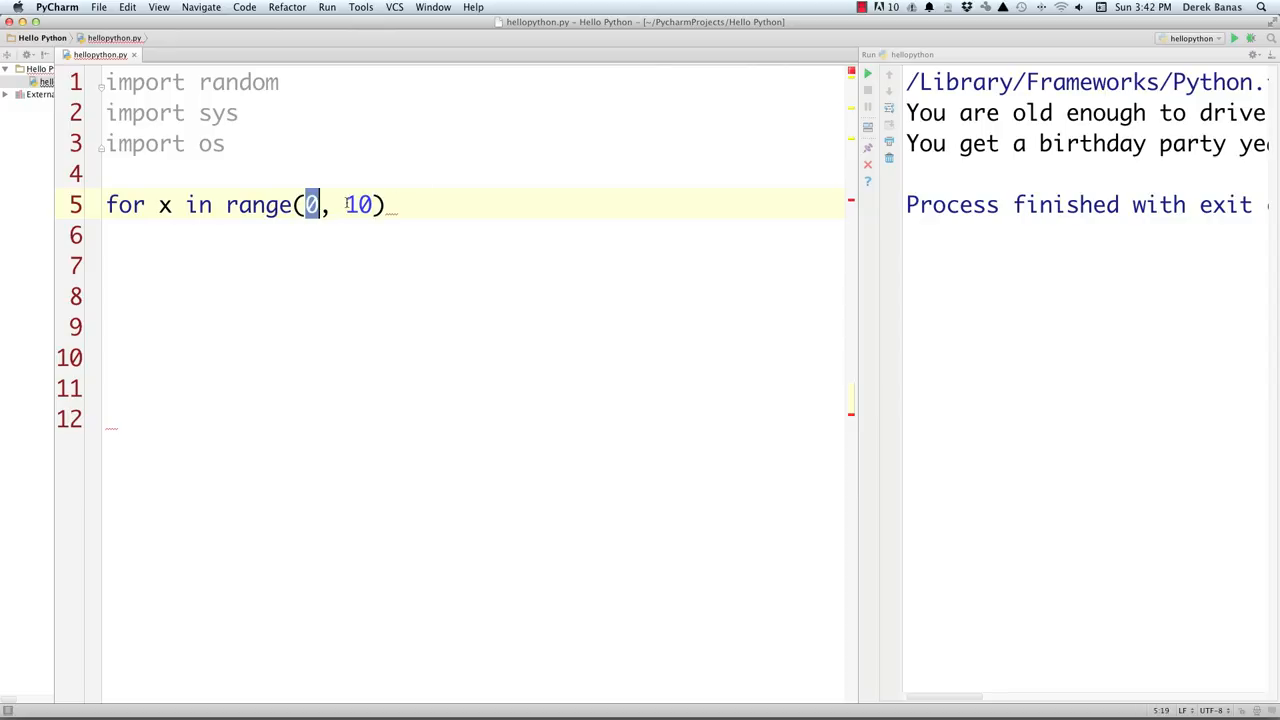 PyCharm File Edit View Navigate Code Refactor Run Tools VCS Window Help 10 Sun 3:42 PM Derek Banas
hellopython.py – Hello Python – [~/PycharmProjects/Hello Python]
Hello Python hellopython.py hellopython
hellopython.py Run hellopython
Hello P
hell
Externa
1 import random
2 import sys
3 import os
4
5 for x in range(0, 10)
6
7
8
9
10
11
12
/Library/Frameworks/Python.
You are old enough to drive
You get a birthday party ye
Process finished with exit
5:19 LF UTF-8